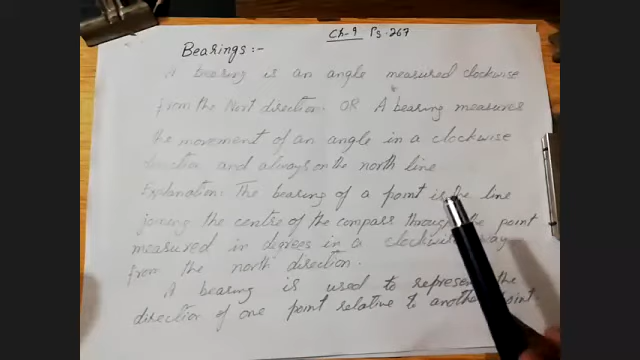 Ch-9 Pg-267
Bearings:-
A bearing is an angle measured clockwise
from the Nort direction OR A bearing measures
the movement of an angle in a clockwise
direction and always on the north line
Explanation: The bearing of a point is the line
joining the centre of the compass through the point
measured in degrees in a clockwise way
from the north direction.
A bearing is used to represent the
direction of one point relative to another point.